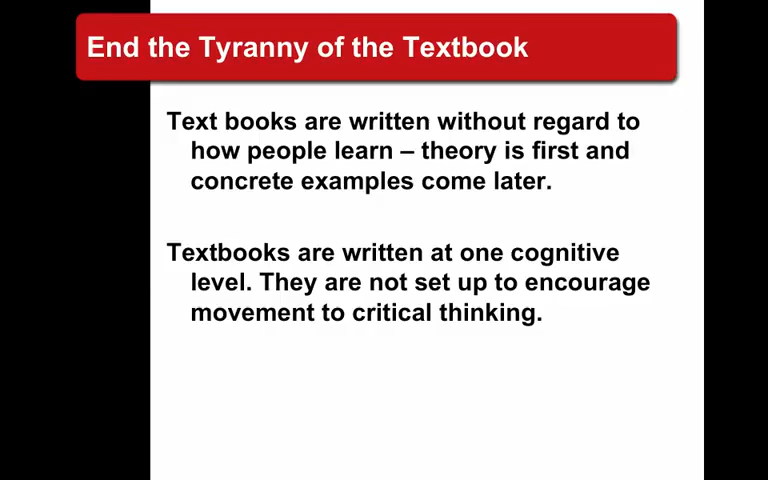 End the Tyranny of the Textbook
Text books are written without regard to
how people learn – theory is first and
concrete examples come later.
Textbooks are written at one cognitive
level. They are not set up to encourage
movement to critical thinking.